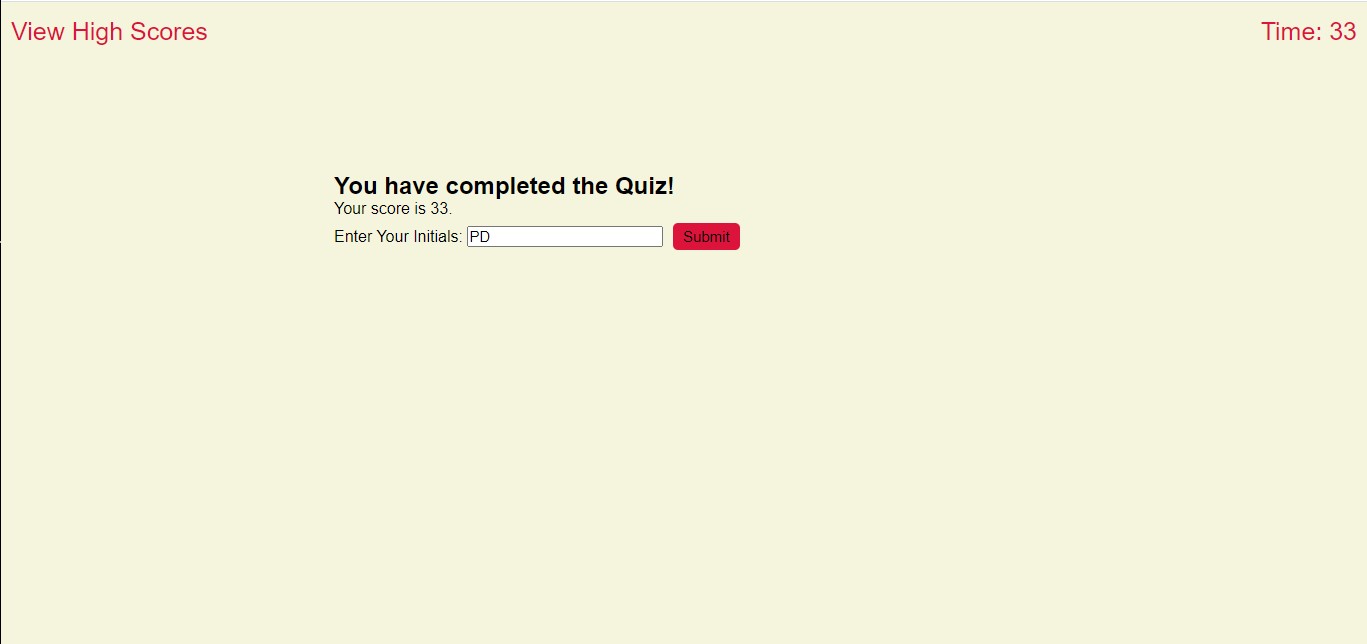 View High Scores
Time: 33
You have completed the Quiz!
Your score is 33.
Enter Your Initials: PD Submit